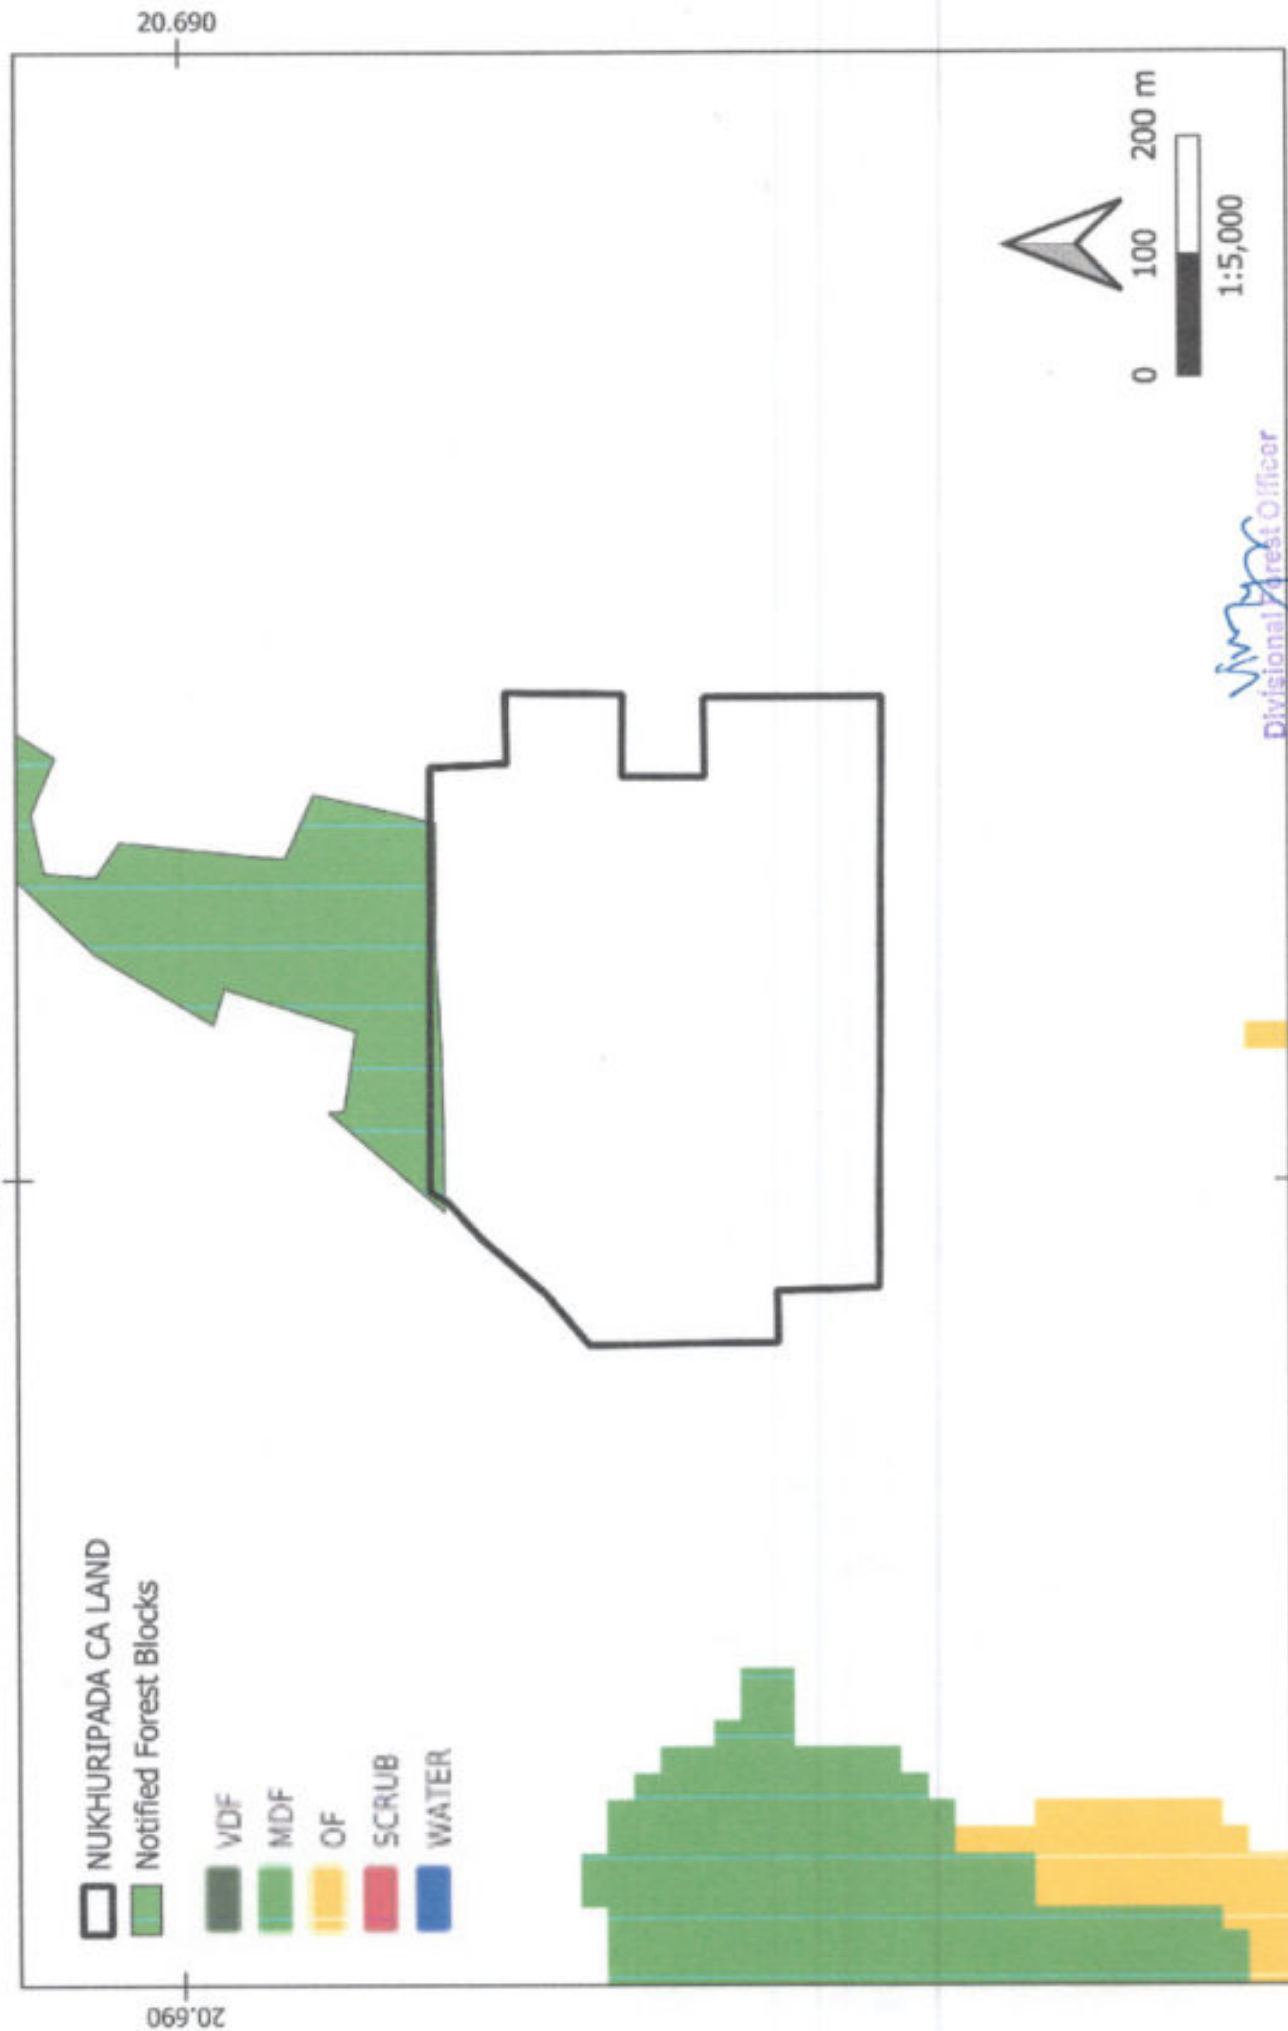 20.690
20.690
NUKHURIPADA CA LAND
Notified Forest Blocks
VDF
MDF
OF
SCRUB
WATER
0 100 200 m
1:5,000
Divisional Forest Officer